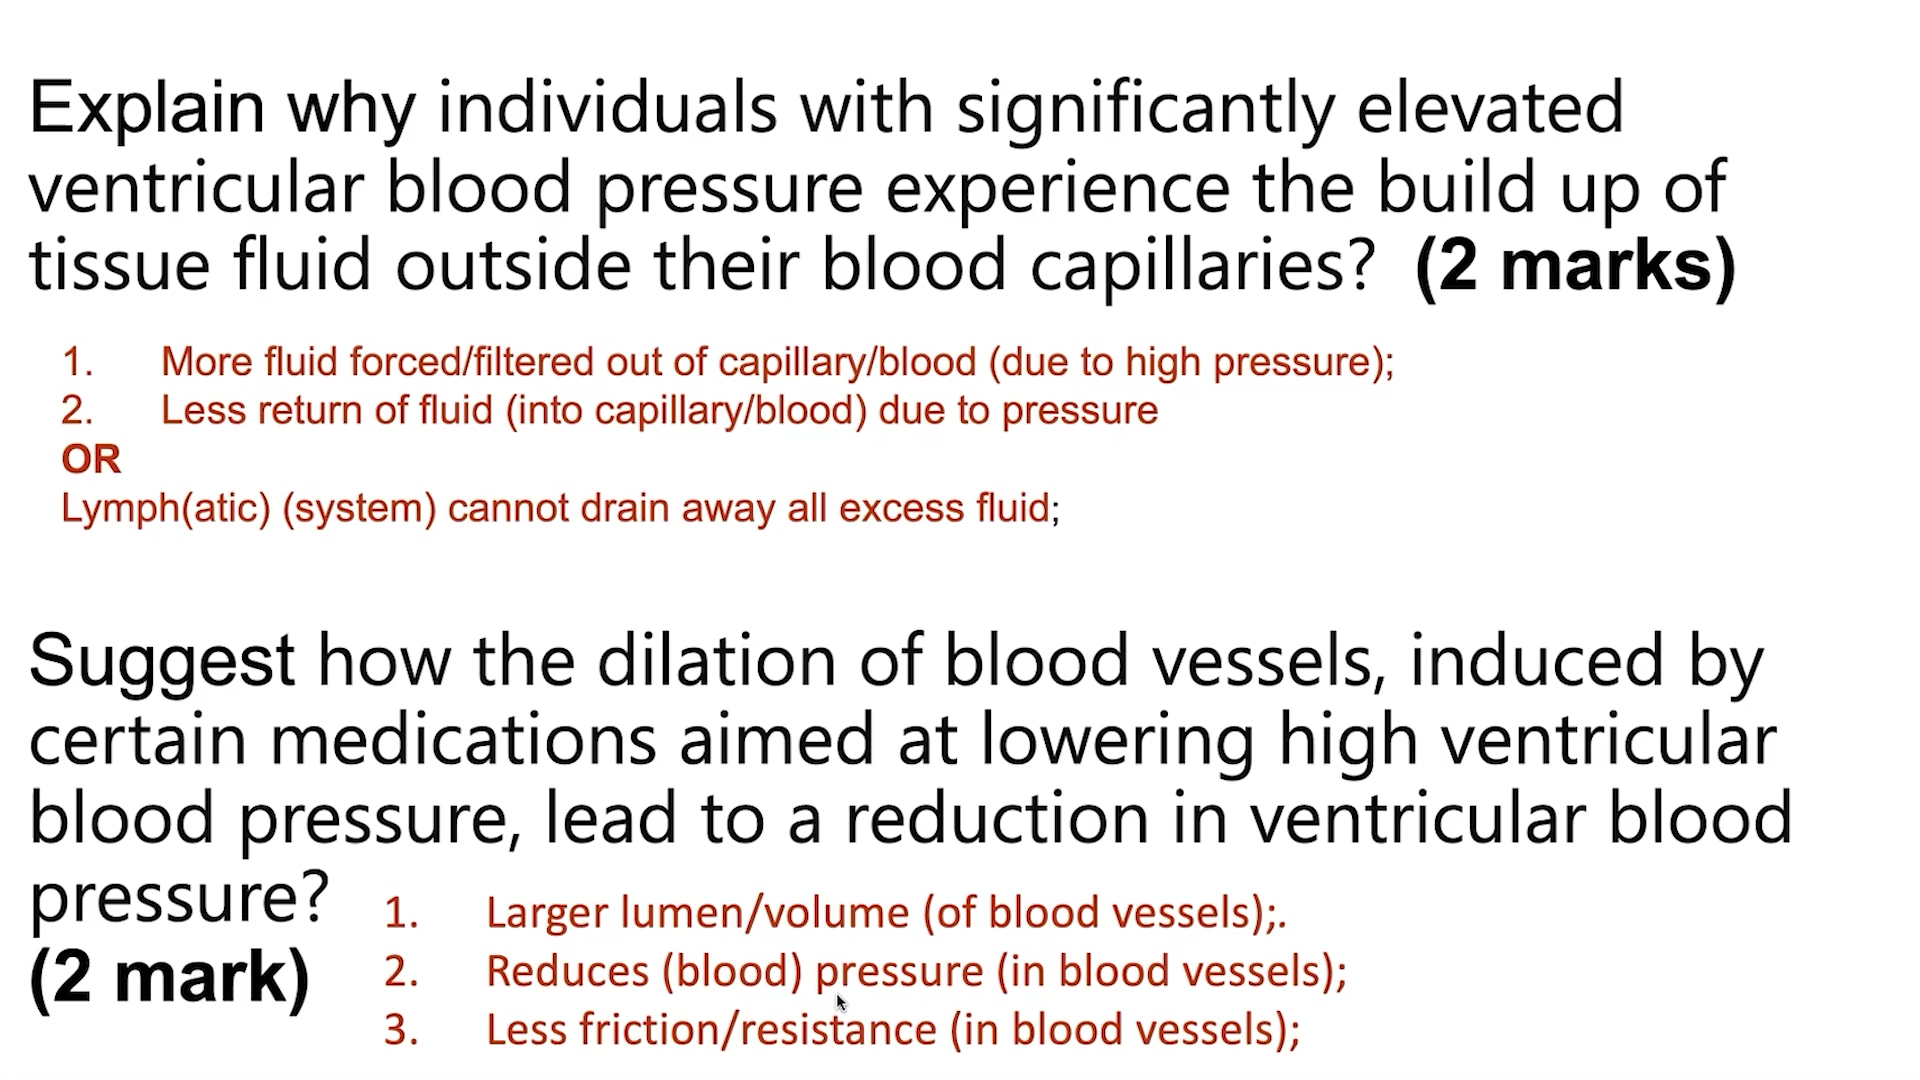 Explain why individuals with significantly elevated
ventricular blood pressure experience the build up of
tissue fluid outside their blood capillaries? (2 marks)
1. More fluid forced/filtered out of capillary/blood (due to high pressure);
2. Less return of fluid (into capillary/blood) due to pressure
OR
Lymph(atic) (system) cannot drain away all excess fluid;
Suggest how the dilation of blood vessels, induced by
certain medications aimed at lowering high ventricular
blood pressure, lead to a reduction in ventricular blood
pressure?
(2 mark)
1. Larger lumen/volume (of blood vessels);.
2. Reduces (blood) pressure (in blood vessels);
3. Less friction/resistance (in blood vessels);